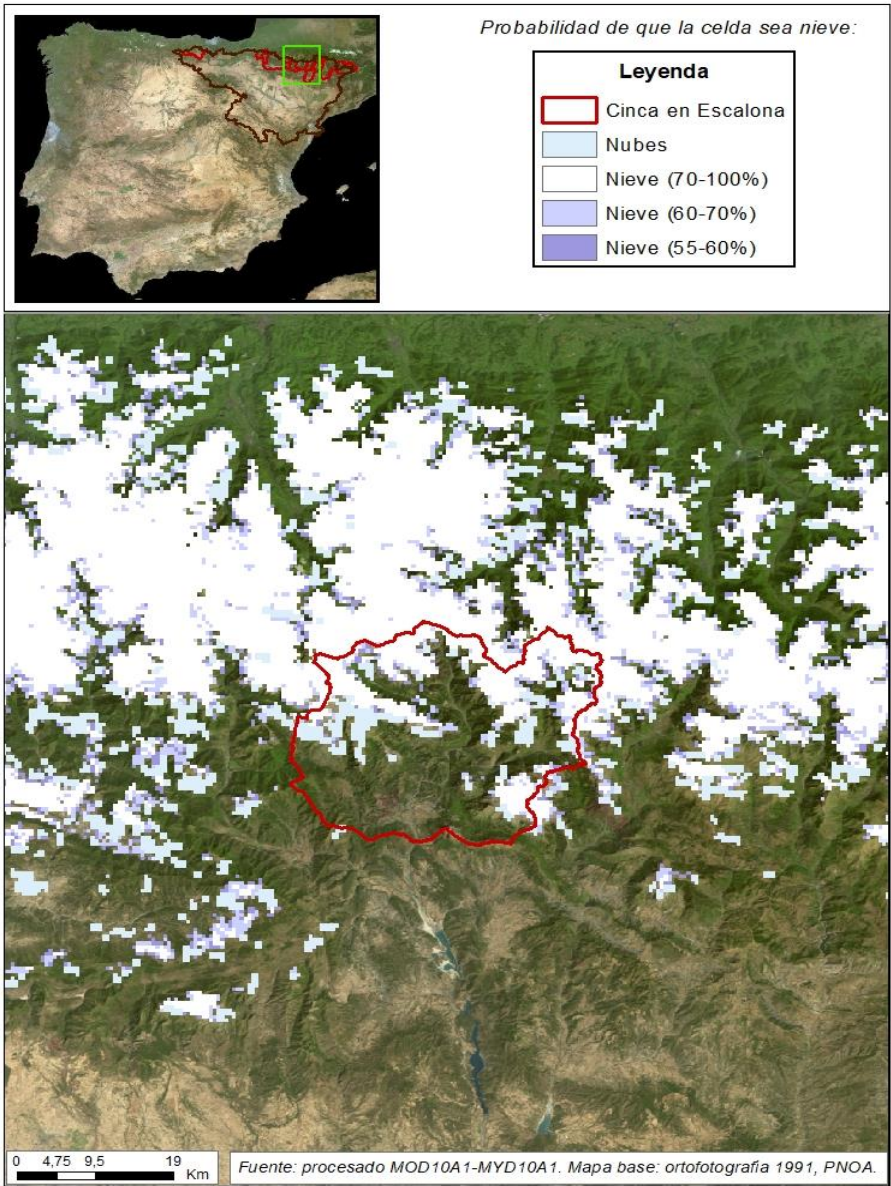 Probabilidad de que la celda sea nieve:
Leyenda
Cinca en Escalona
Nubes
Nieve (70-100%)
Nieve (60-70%)
Nieve (55-60%)
0 4,75 9,5 19
Km
Fuente: procesado MOD10A1-MYD10A1. Mapa base: ortofotografía 1991, PNOA.